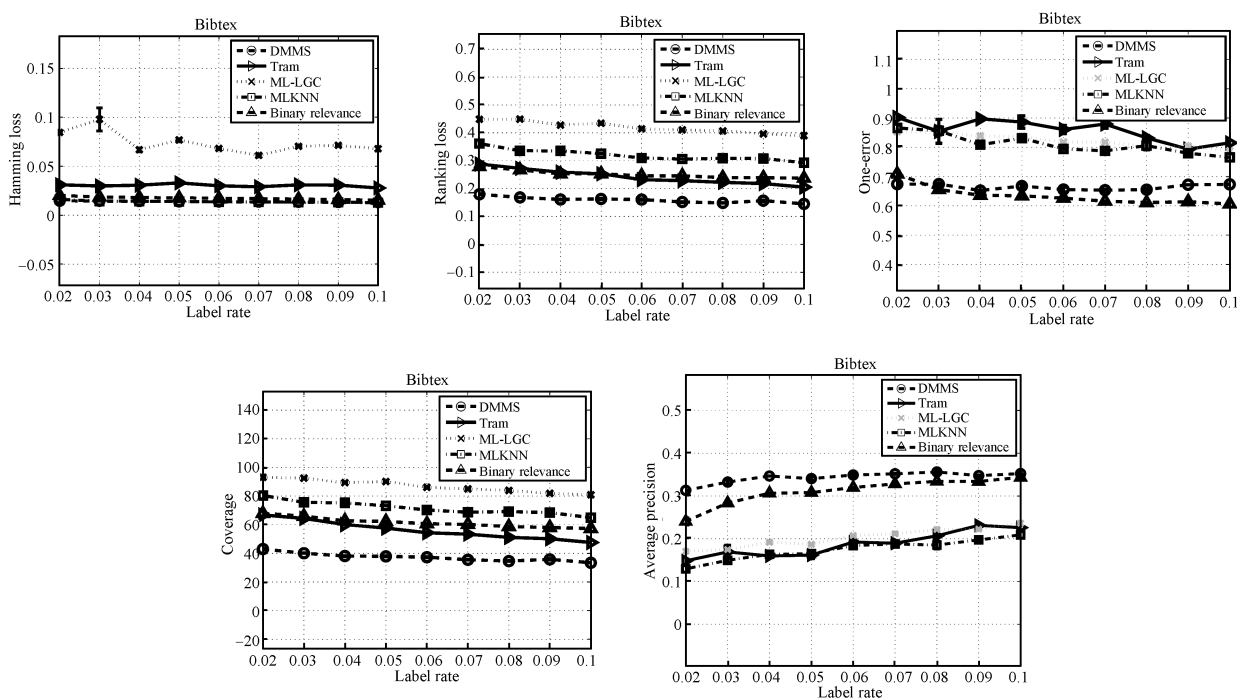 Bibtex
0.15
0.1
0.05
0
−0.05
Hamming loss
DMMS
Tram
ML-LGC
MLKNN
Binary relevance
0.02 0.03 0.04 0.05 0.06 0.07 0.08 0.09 0.1
Label rate
Bibtex
0.7
0.6
0.5
0.4
0.3
0.2
0.1
0
−0.1
Ranking loss
DMMS
Tram
ML-LGC
MLKNN
Binary relevance
0.02 0.03 0.04 0.05 0.06 0.07 0.08 0.09 0.1
Label rate
Bibtex
1.1
1
0.9
0.8
0.7
0.6
0.5
0.4
One-error
DMMS
Tram
ML-LGC
MLKNN
Binary relevance
0.02 0.03 0.04 0.05 0.06 0.07 0.08 0.09 0.1
Label rate
Bibtex
140
120
100
80
60
40
20
0
−20
Coverage
DMMS
Tram
ML-LGC
MLKNN
Binary relevance
0.02 0.03 0.04 0.05 0.06 0.07 0.08 0.09 0.1
Label rate
Bibtex
0.5
0.4
0.3
0.2
0.1
0
Average precision
DMMS
Tram
ML-LGC
MLKNN
Binary relevance
0.02 0.03 0.04 0.05 0.06 0.07 0.08 0.09 0.1
Label rate